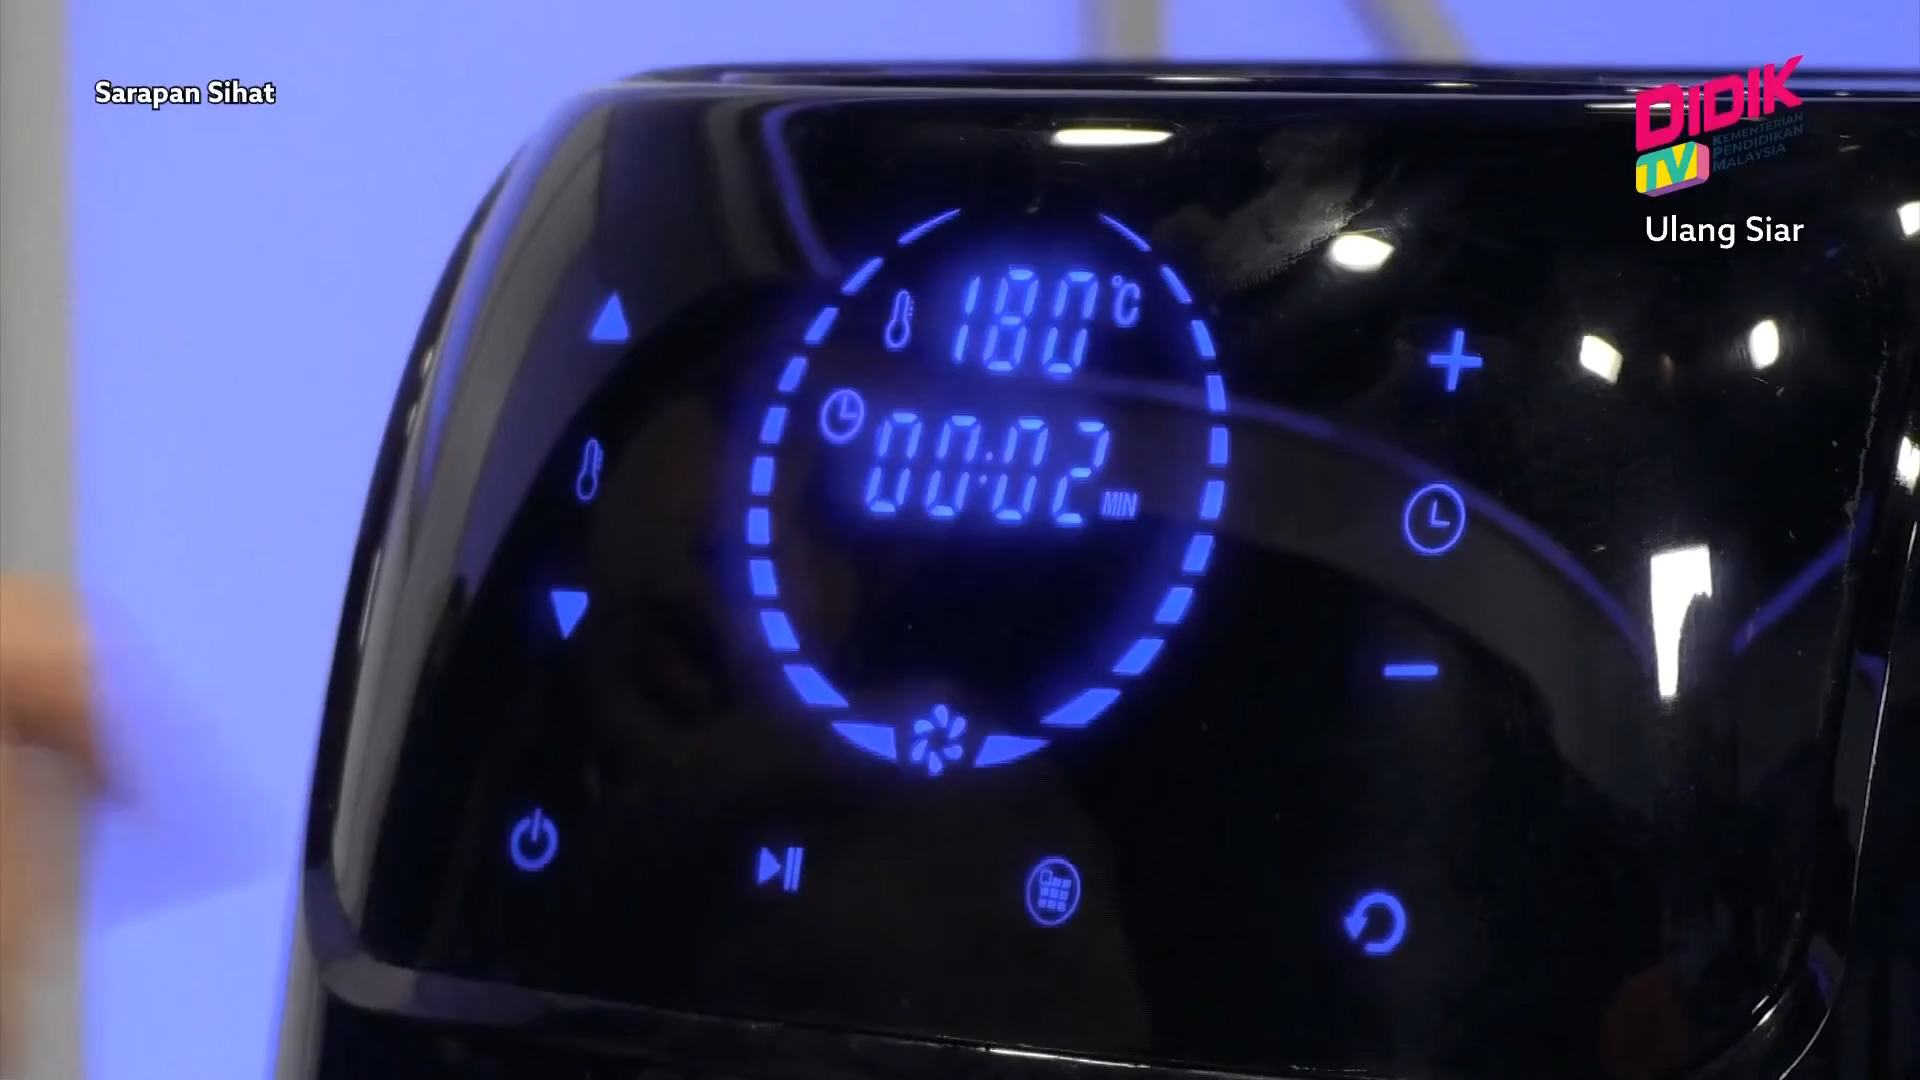 Sarapan Sihat
DIDIK
TV
KEMENTERIAN
PENDIDIKAN
MALAYSIA
Ulang Siar
180°C
00:02 MIN